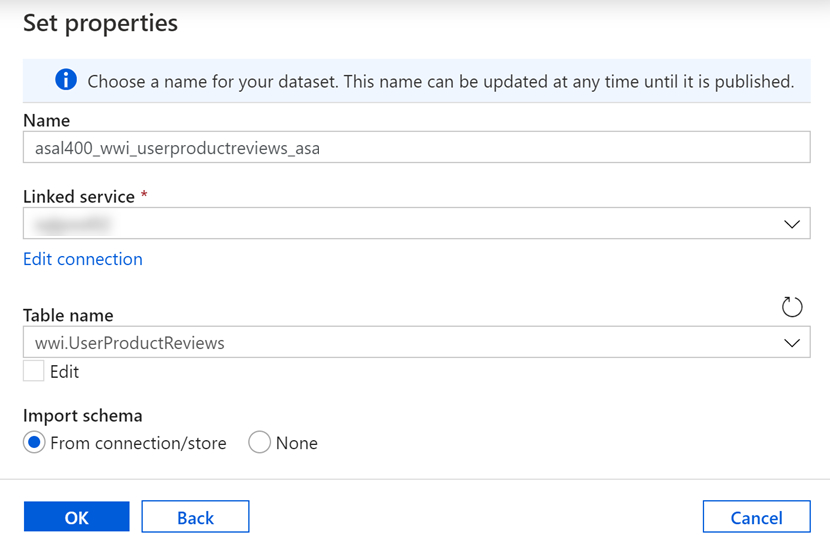 Set properties
Choose a name for your dataset. This name can be updated at any time until it is published.
Name
asal400_wwi_userproductreviews_asa
Linked service *
Edit connection
Table name
wwi.UserProductReviews
Edit
Import schema
From connection/store None
OK Back Cancel